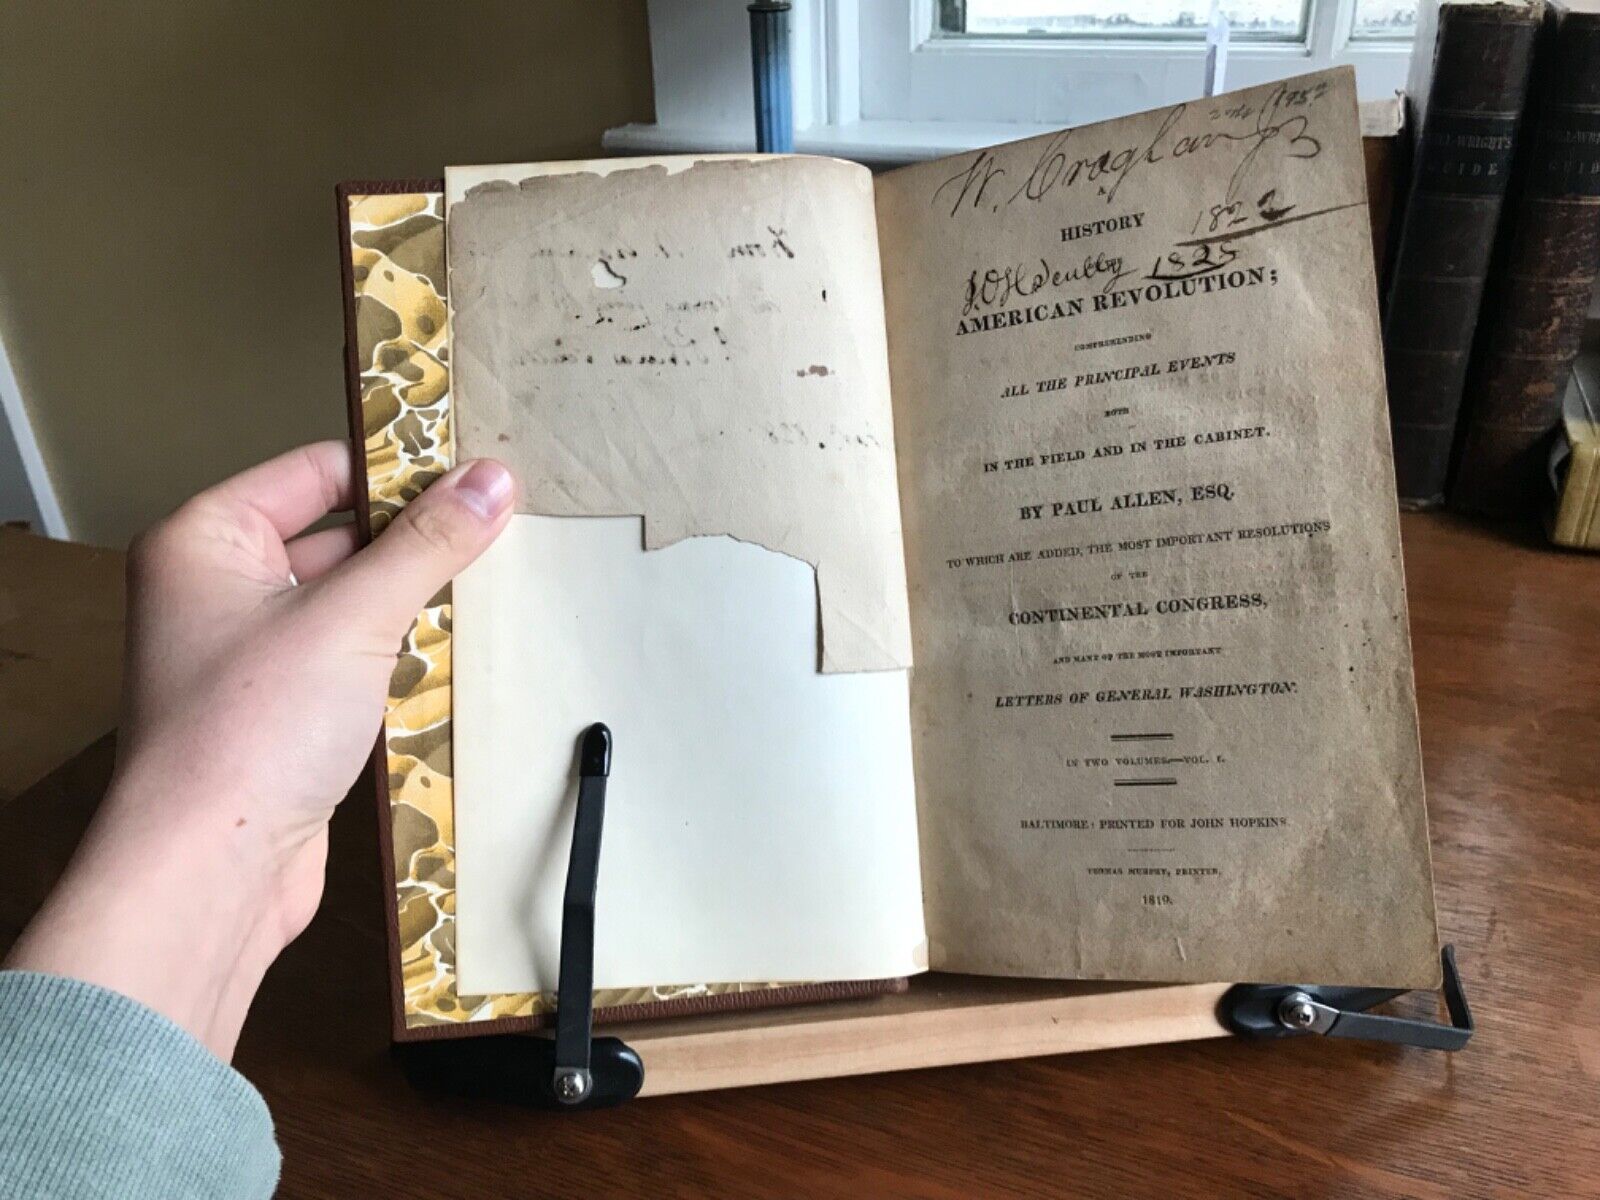 W. Croghan Jr
1822
A
HISTORY
1825
AMERICAN REVOLUTION;
COMPREHENDING
ALL THE PRINCIPAL EVENTS
BOTH
IN THE FIELD AND IN THE CABINET.
BY PAUL ALLEN, ESQ.
TO WHICH ARE ADDED, THE MOST IMPORTANT RESOLUTIONS
OF THE
CONTINENTAL CONGRESS,
AND MANY OF THE MOST IMPORTANT
LETTERS OF GENERAL WASHINGTON.
IN TWO VOLUMES.—VOL. I.
BALTIMORE: PRINTED FOR JOHN HOPKINS.
THOMAS MURPHY, PRINTER.
1819.
GUIDE
GUIDE